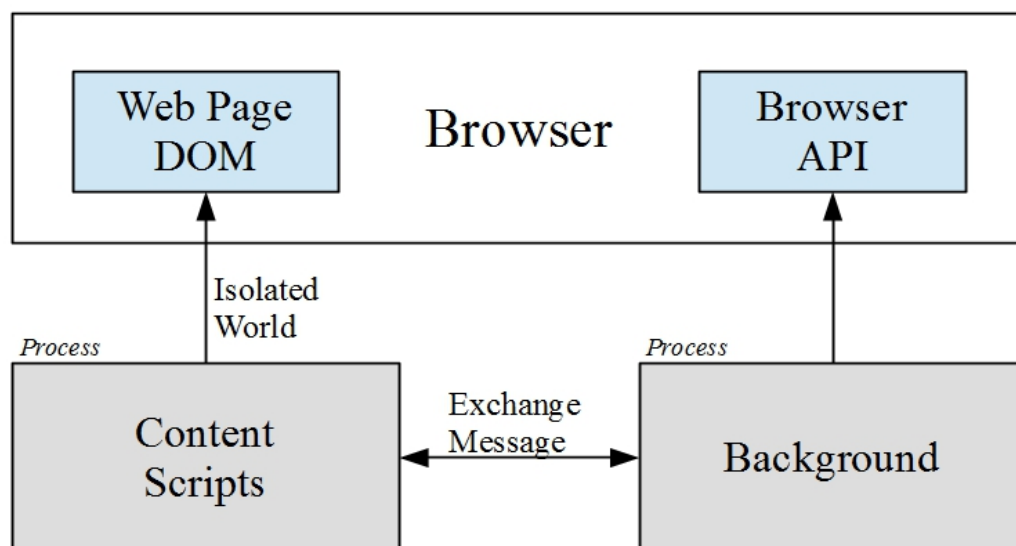 Web Page
DOM
Browser
Browser
API
Isolated
World
Process
Process
Content
Scripts
Exchange
Message
Background